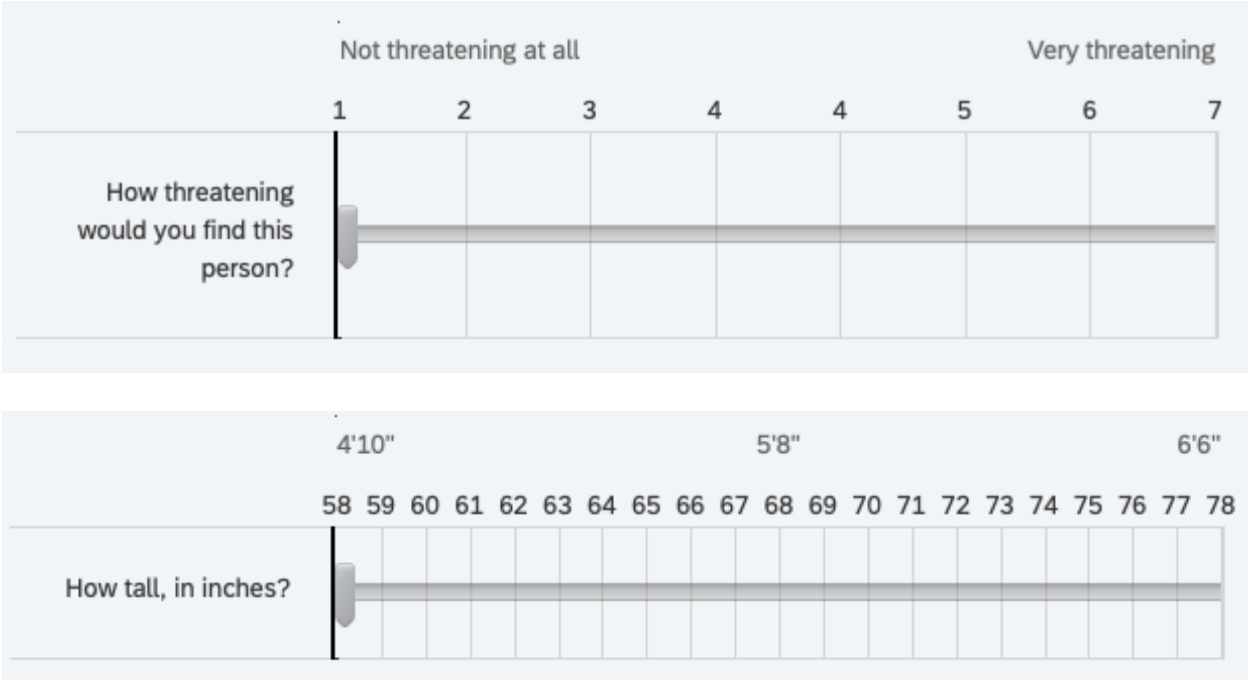 Not threatening at all Very threatening
1 2 3 4 4 5 6 7
How threatening
would you find this
person?
4'10" 5'8" 6'6"
58 59 60 61 62 63 64 65 66 67 68 69 70 71 72 73 74 75 76 77 78
How tall, in inches?